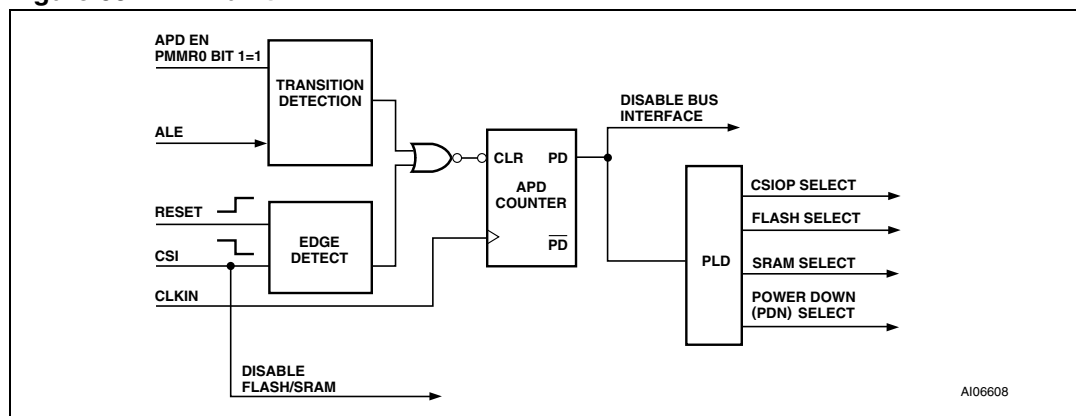 APD EN
PMMR0 BIT 1=1
TRANSITION
DETECTION
ALE
RESET
CSI
EDGE
DETECT
CLKIN
DISABLE
FLASH/SRAM
CLR PD
APD
COUNTER
PD
DISABLE BUS
INTERFACE
PLD
CSIOP SELECT
FLASH SELECT
SRAM SELECT
POWER DOWN
(PDN) SELECT
AI06608